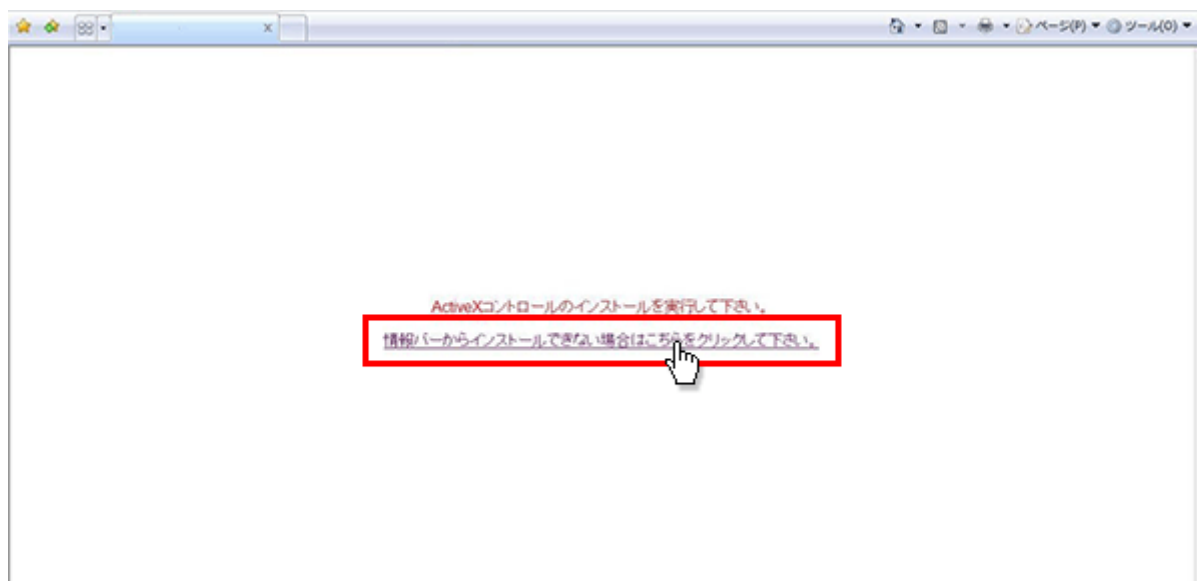 ページ(P) ツール(O)
ActiveXコントロールのインストールを実行して下さい。
情報バーからインストールできない場合はこちらをクリックして下さい。